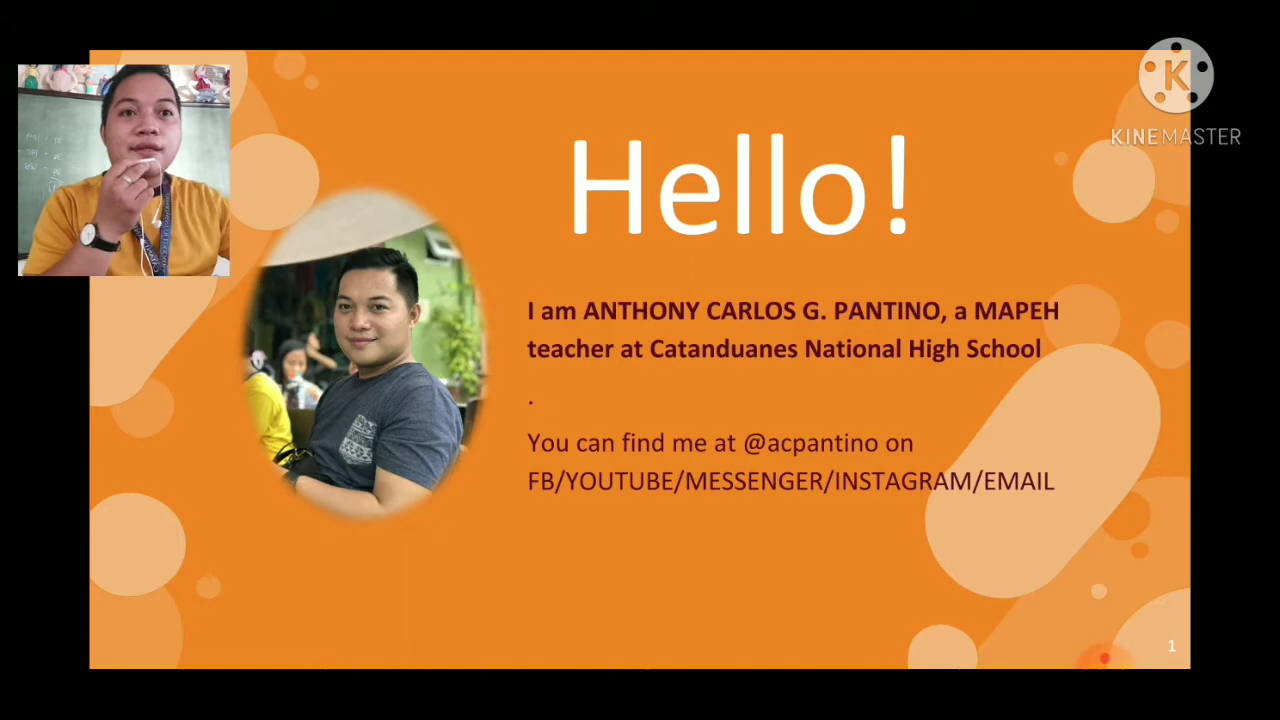 Hello!
I am ANTHONY CARLOS G. PANTINO, a MAPEH
teacher at Catanduanes National High School
.
You can find me at @acpantino on
FB/YOUTUBE/MESSENGER/INSTAGRAM/EMAIL
K
KINEMASTER
1